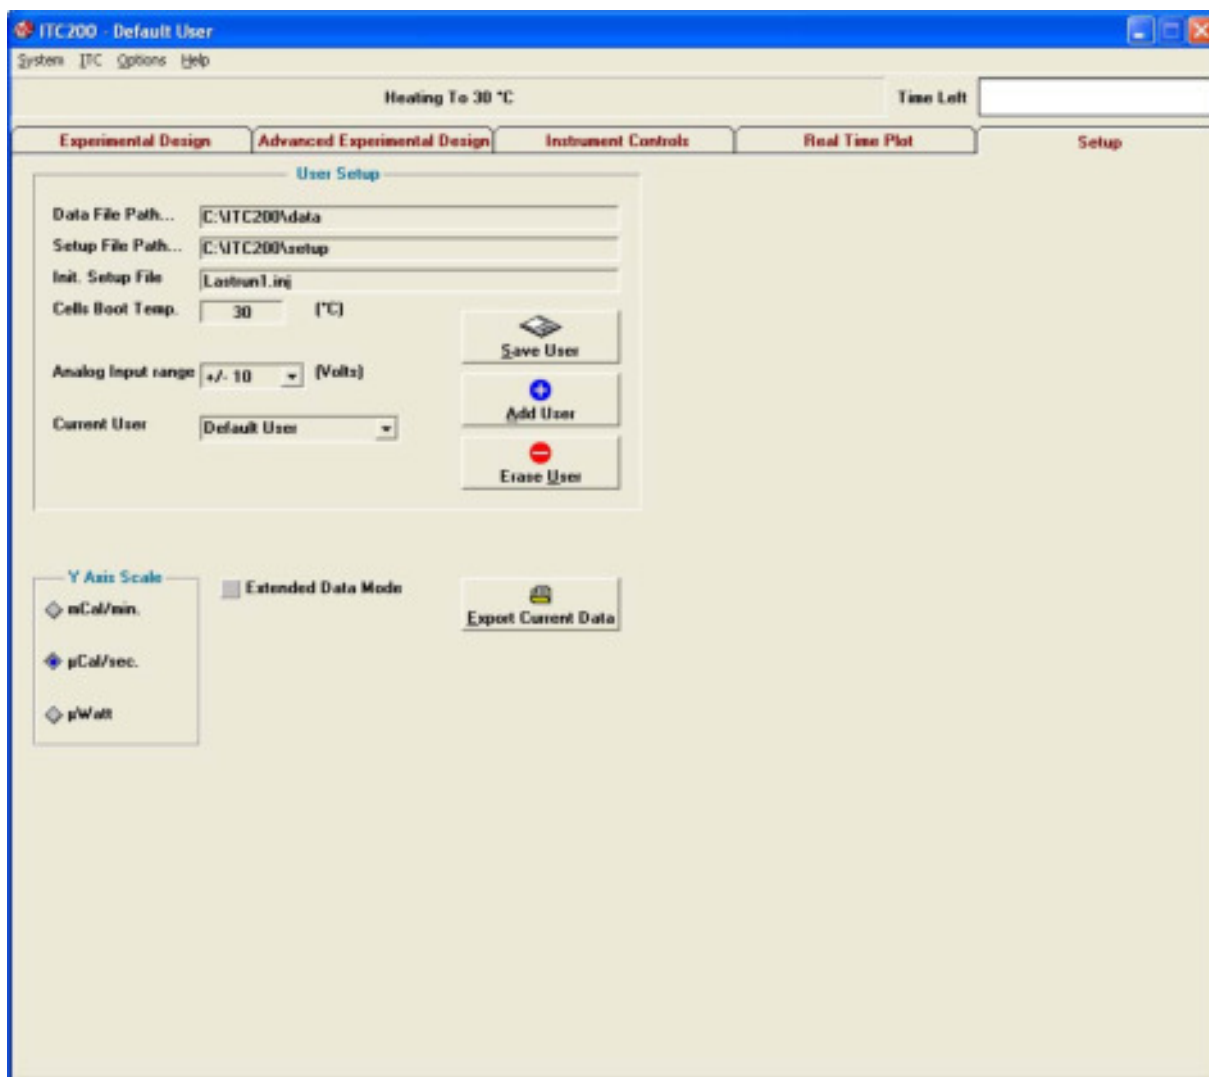 ITC200 - Default User
System ITC Options Help
Heating To 30 °C Time Left
Experimental Design Advanced Experimental Design Instrument Controls Real Time Plot Setup
User Setup
Data File Path... C:\ITC200\data
Setup File Path... C:\ITC200\setup
Init. Setup File Lastrun1.inj
Cells Boot Temp. 30 (°C)
Save User
Analog Input range +/- 10 (Volts)
Add User
Current User Default User
Erase User
Y Axis Scale
Extended Data Mode
mCal/min.
Export Current Data
µCal/sec.
µWatt